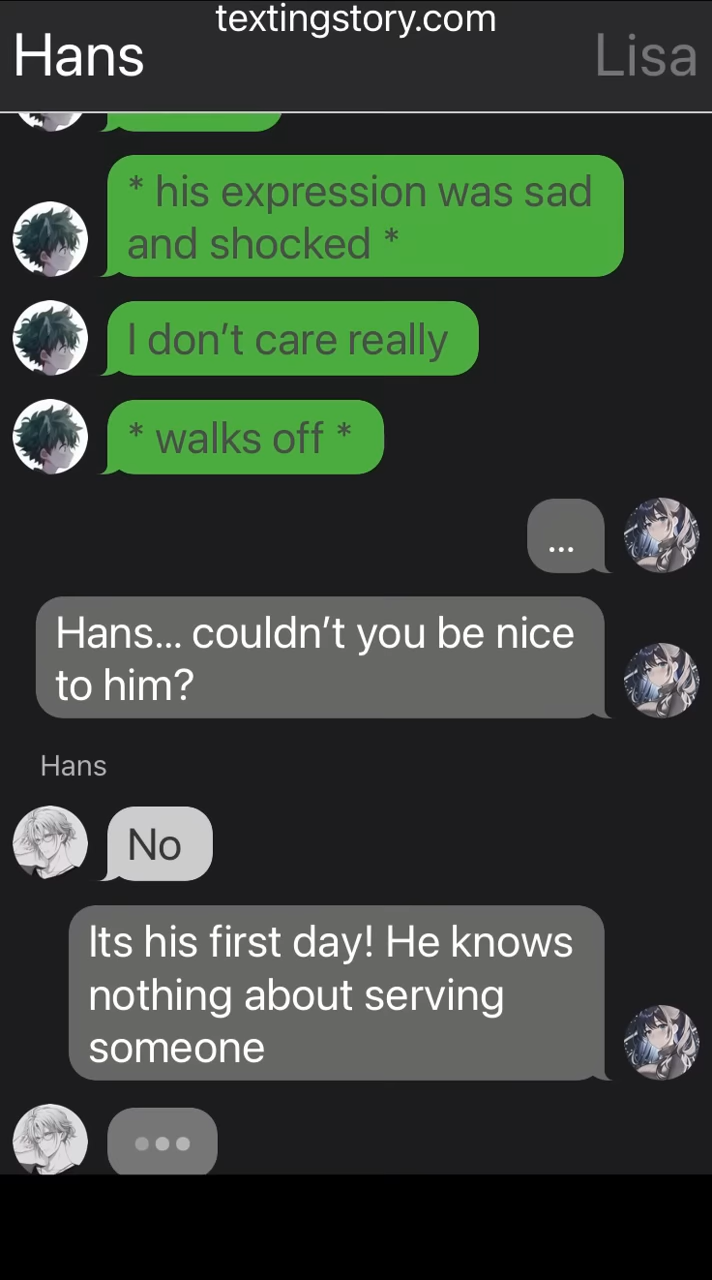 textingstory.com
Hans
Lisa
* his expression was sad
and shocked *
I don’t care really
* walks off *
...
Hans... couldn’t you be nice
to him?
Hans
No
Its his first day! He knows
nothing about serving
someone